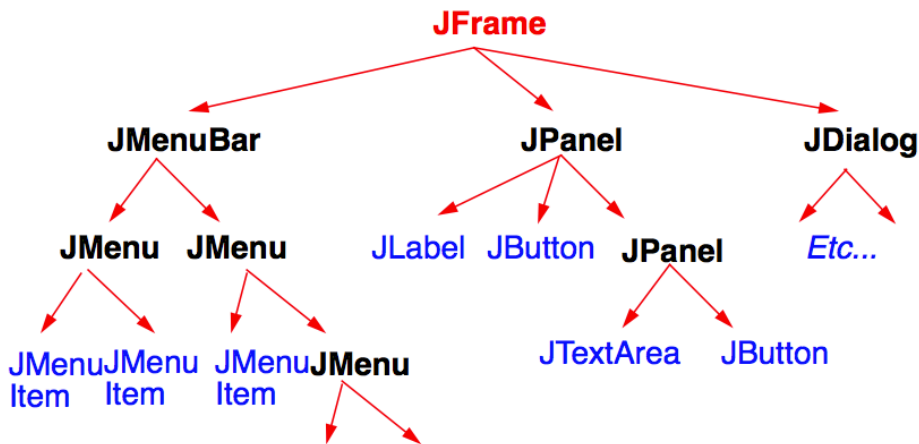 JFrame
JMenuBar JPanel JDialog
JMenu JMenu JLabel JButton JPanel Etc...
JMenu JMenu JMenu JMenu JTextArea JButton
Item Item Item